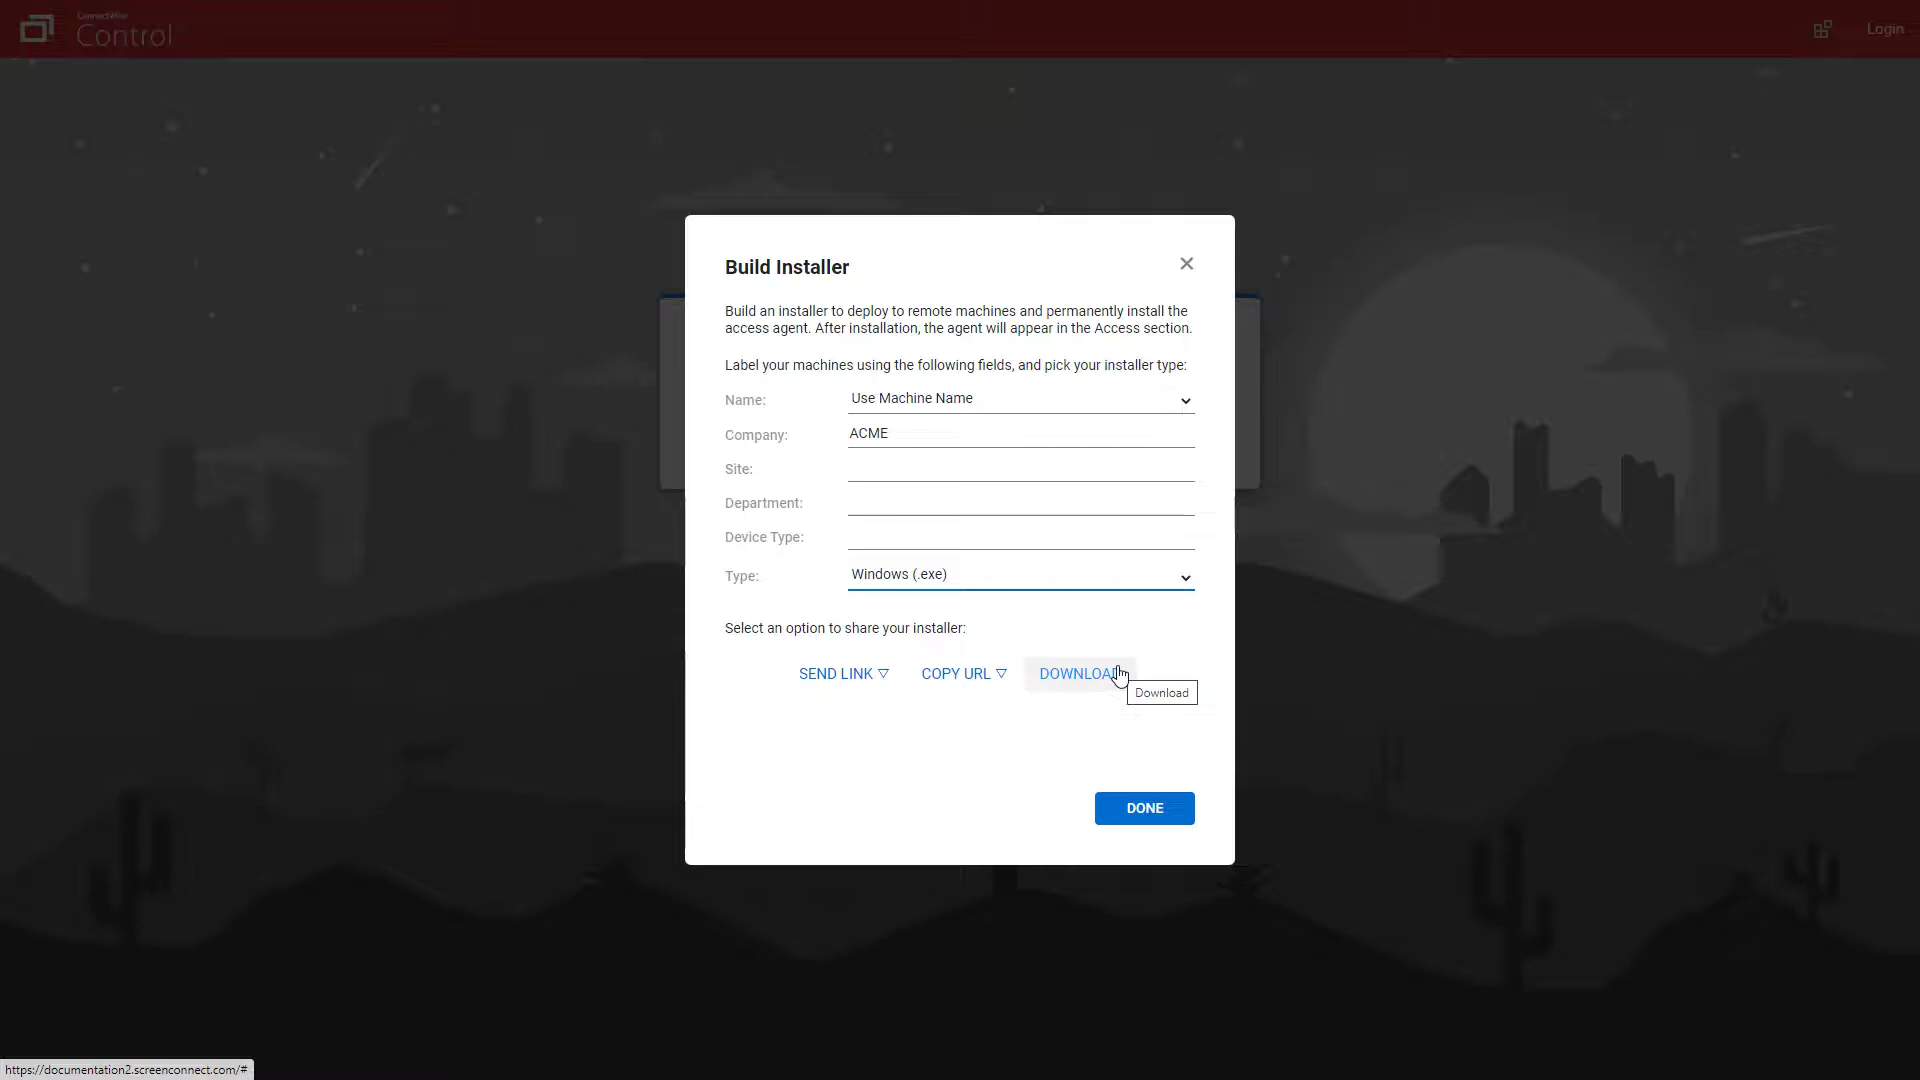 ConnectWise
Control
Login
Build Installer
Build an installer to deploy to remote machines and permanently install the
access agent. After installation, the agent will appear in the Access section.
Label your machines using the following fields, and pick your installer type:
Name: Use Machine Name
Company: ACME
Site:
Department:
Device Type:
Type: Windows (.exe)
Select an option to share your installer:
SEND LINK COPY URL DOWNLOAD
Download
DONE
https://documentation2.screenconnect.com/#